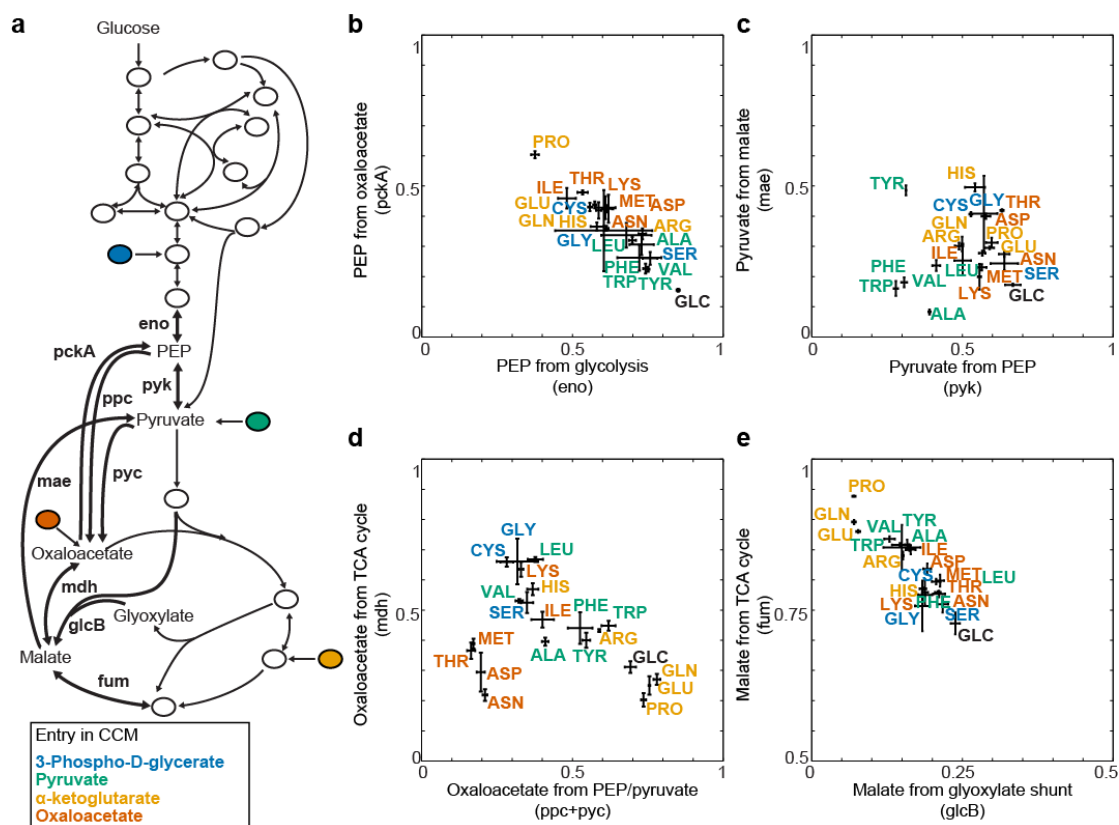 a
Glucose
eno
pckA
PEP
ppc
pyk
Pyruvate
mae
pyc
Oxaloacetate
mdh
glcB
Glyoxylate
Malate
fum
Entry in CCM
3-Phospho-D-glycerate
Pyruvate
α-ketoglutarate
Oxaloacetate
b
1
PEP from oxaloacetate
(pckA)
0.5
0
PRO
THR
ILE
LYS
GLU
CYS
MET
ASP
GLN
HIS
ASN
ARG
GLY
LEU
ALA
SER
PHE
VAL
TRP
TYR
GLC
0
0.5
1
PEP from glycolysis
(eno)
c
1
Pyruvate from malate
(mae)
0.5
0
TYR
HIS
CYS
GLY
THR
GLN
ASP
ARG
PRO
ILE
GLU
PHE
LEU
ASN
TRP
VAL
MET
SER
LYS
GLC
ALA
0
0.5
1
Pyruvate from PEP
(pyk)
d
1
Oxaloacetate from TCA cycle
(mdh)
0.5
0
GLY
CYS
LEU
LYS
VAL
HIS
SER
ILE
PHE
TRP
MET
ARG
THR
ALA
TYR
GLC
ASP
GLN
ASN
GLU
PRO
0
0.5
1
Oxaloacetate from PEP/pyruvate
(ppc+pyc)
e
1
Malate from TCA cycle
(fum)
0.75
0.5
PRO
GLN
GLU
VAL
TYR
TRP
ALA
ARG
ILE
CYS
ASP
HIS
MET
LEU
THR
LYS
PHE
ASN
GLY
SER
GLC
0
0.25
0.5
Malate from glyoxylate shunt
(glcB)